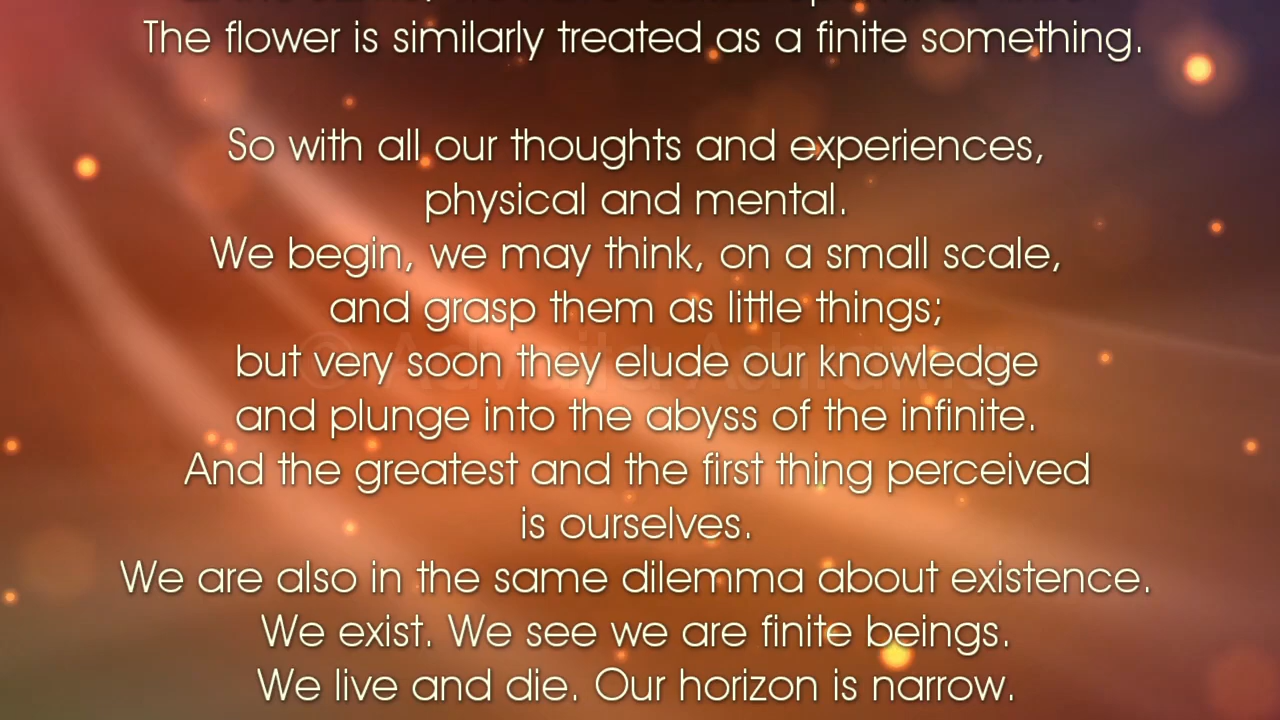 The flower is similarly treated as a finite something.
So with all our thoughts and experiences,
physical and mental.
We begin, we may think, on a small scale,
and grasp them as little things;
but very soon they elude our knowledge
and plunge into the abyss of the infinite.
And the greatest and the first thing perceived
is ourselves.
We are also in the same dilemma about existence.
We exist. We see we are finite beings.
We live and die. Our horizon is narrow.